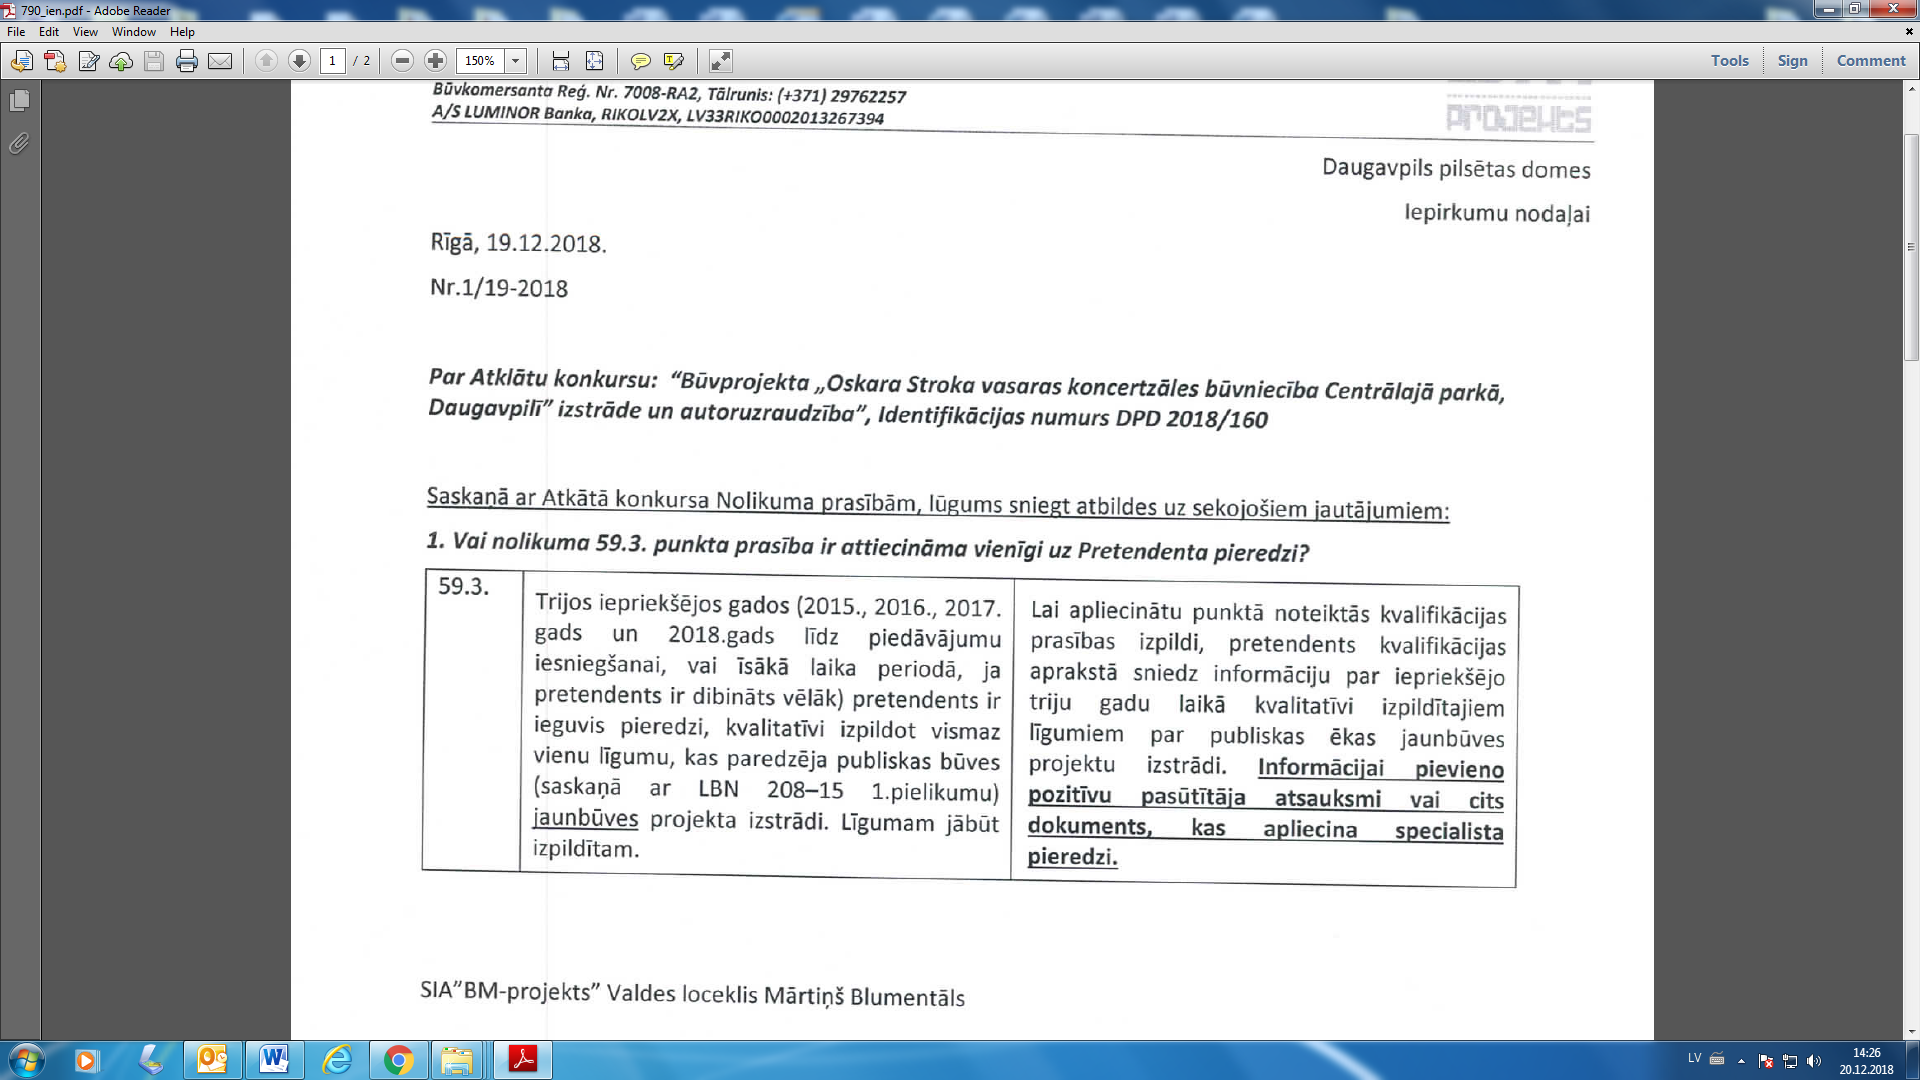 790_ien.pdf - Adobe Reader
File Edit View Window Help
1 / 2 150% Tools Sign Comment
Būvkomersanta Reģ. Nr. 7008-RA2, Tālrunis: (+371) 29762257
A/S LUMINOR Banka, RIKOLV2X, LV33RIKO0002013267394
PROJEKTS
Daugavpils pilsētas domes
Iepirkumu nodaļai
Rīgā, 19.12.2018.
Nr.1/19-2018
Par Atklātu konkursu: “Būvprojekta „Oskara Stroka vasaras koncertzāles būvniecība Centrālajā parkā,
Daugavpilī” izstrāde un autoruzraudzība”, Identifikācijas numurs DPD 2018/160
Saskaņā ar Atkātā konkursa Nolikuma prasībām, lūgums sniegt atbildes uz sekojošiem jautājumiem:
1. Vai nolikuma 59.3. punkta prasība ir attiecināma vienīgi uz Pretendenta pieredzi?
59.3.
Trijos iepriekšējos gados (2015., 2016., 2017.
gads un 2018.gads līdz piedāvājumu
iesniegšanai, vai īsākā laika periodā, ja
pretendents ir dibināts vēlāk) pretendents ir
ieguvis pieredzi, kvalitatīvi izpildot vismaz
vienu līgumu, kas paredzēja publiskas būves
(saskaņā ar LBN 208–15 1.pielikumu)
jaunbūves projekta izstrādi. Līgumam jābūt
izpildītam.
Lai apliecinātu punktā noteiktās kvalifikācijas
prasības izpildi, pretendents kvalifikācijas
aprakstā sniedz informāciju par iepriekšējo
triju gadu laikā kvalitatīvi izpildītajiem
līgumiem par publiskas ēkas jaunbūves
projektu izstrādi. Informācijai pievieno
pozitīvu pasūtītāja atsauksmi vai cits
dokuments, kas apliecina specialista
pieredzi.
SIA”BM-projekts” Valdes loceklis Mārtiņš Blumentāls
LV
14:26
20.12.2018